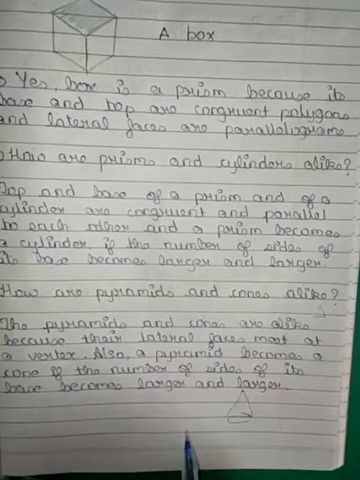 A box
Yes, box is a prism because its
base and top are congruent polygons
and lateral faces are parallalograms
How are prisms and cylinders alike?
Top and base of a prism and of a
cylinder are congruent and parallel
to each other and a prism becomes
a cylinder if the number of sides of
its base becomes larger and larger.
How are pyramids and cones alike?
The pyramids and cones are alike
because their lateral faces meet at
a vertex. Also, a pyramid becomes a
cone if the number of sides of its
base becomes larger and larger.